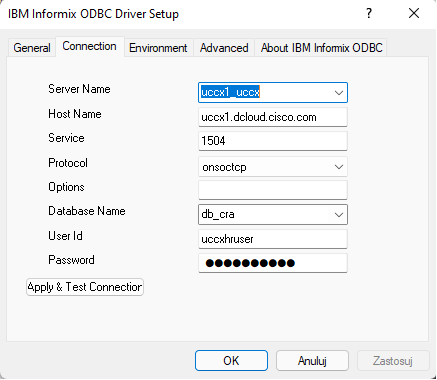 IBM Informix ODBC Driver Setup
General Connection Environment Advanced About IBM Informix ODBC
Server Name uccx1_uccx
Host Name uccx1.dcloud.cisco.com
Service 1504
Protocol onsoctcp
Options
Database Name db_cra
User Id uccxhruser
Password ●●●●●●●●●●
Apply & Test Connection
OK Anuluj Zastosuj